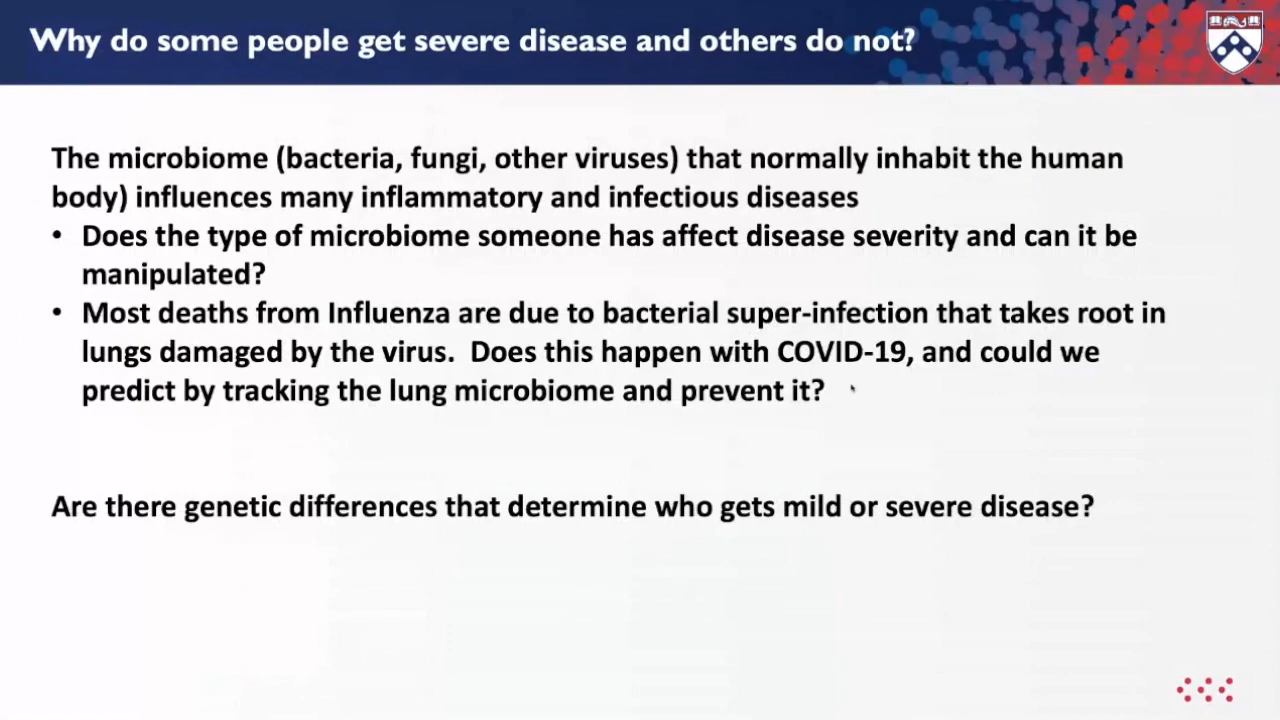 Why do some people get severe disease and others do not?
The microbiome (bacteria, fungi, other viruses) that normally inhabit the human
body) influences many inflammatory and infectious diseases
• Does the type of microbiome someone has affect disease severity and can it be
manipulated?
• Most deaths from Influenza are due to bacterial super-infection that takes root in
lungs damaged by the virus.  Does this happen with COVID-19, and could we
predict by tracking the lung microbiome and prevent it?
Are there genetic differences that determine who gets mild or severe disease?